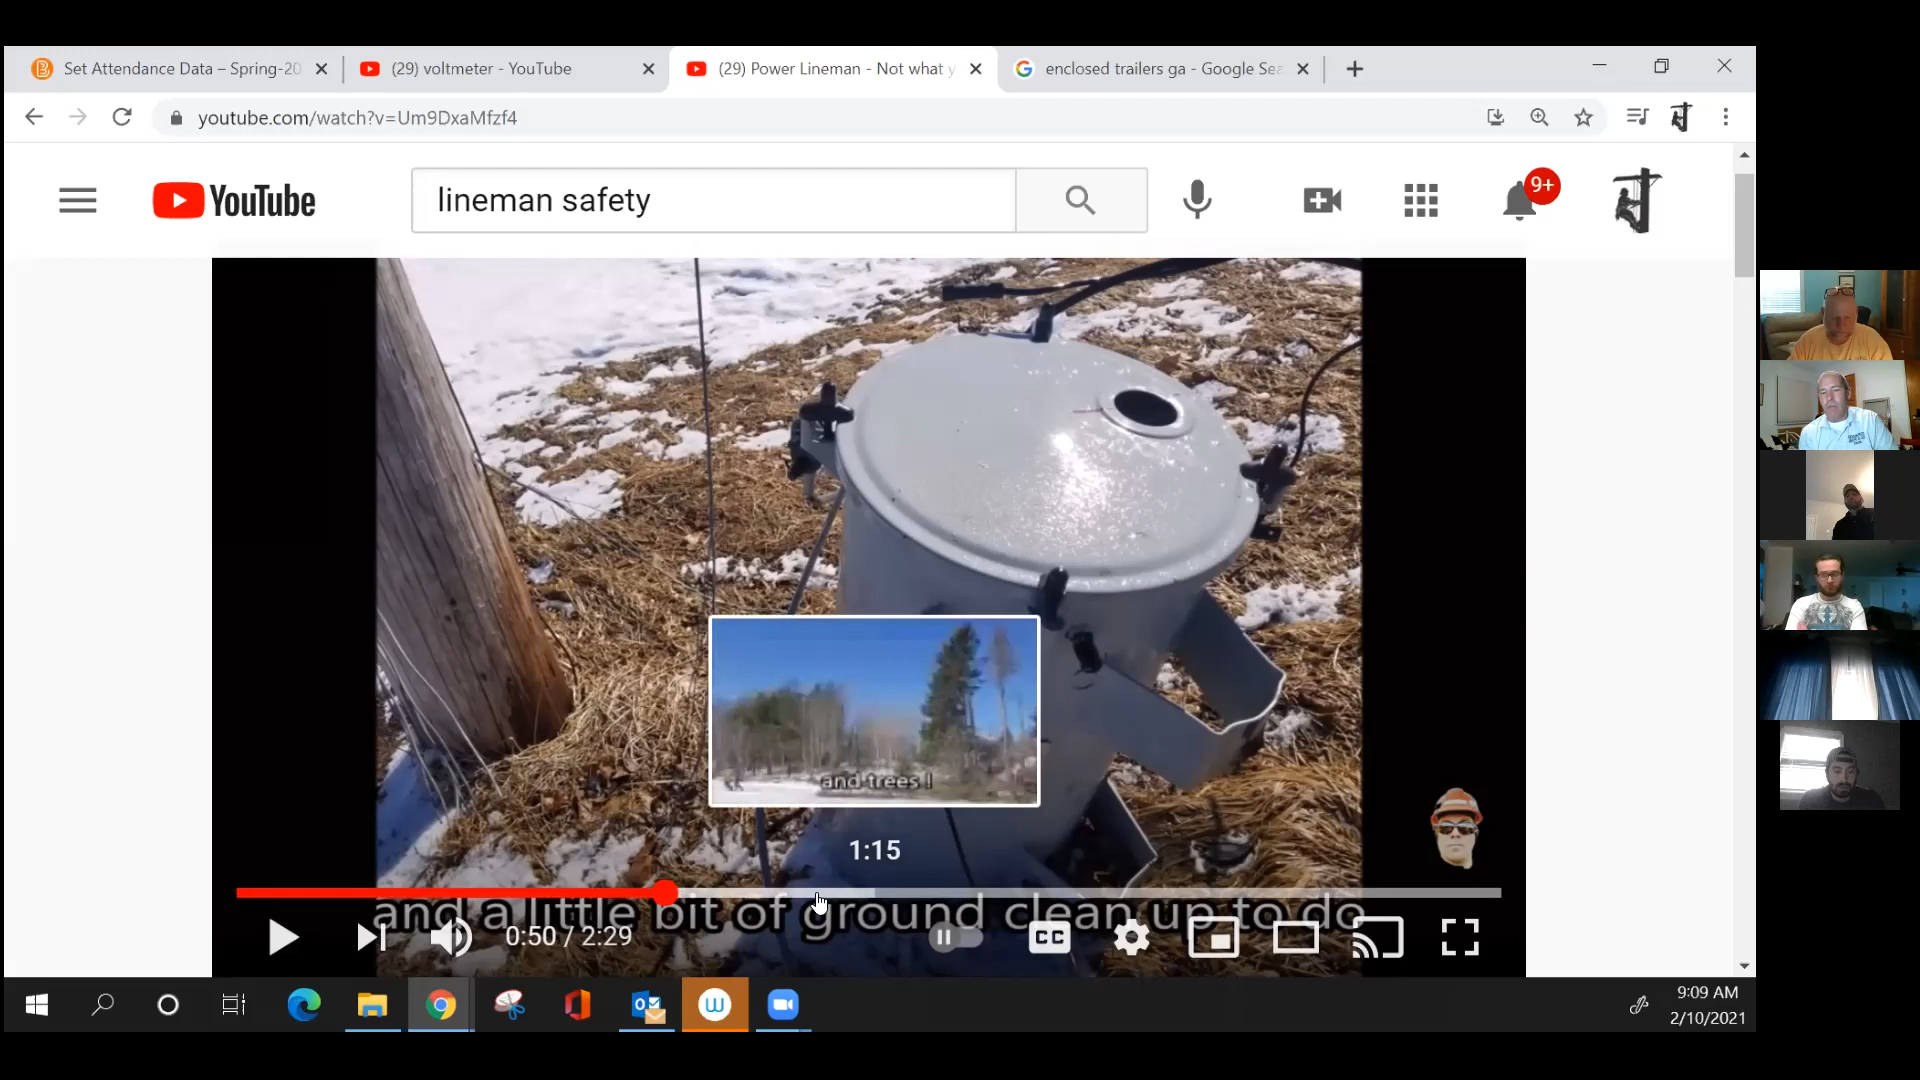 Set Attendance Data – Spring-20
(29) voltmeter - YouTube
(29) Power Lineman - Not what y
enclosed trailers ga - Google Sea
youtube.com/watch?v=Um9DxaMfzf4
YouTube
lineman safety
9+
and trees !
1:15
and a little bit of ground clean up to do
0:50 / 2:29
CC
9:09 AM
2/10/2021